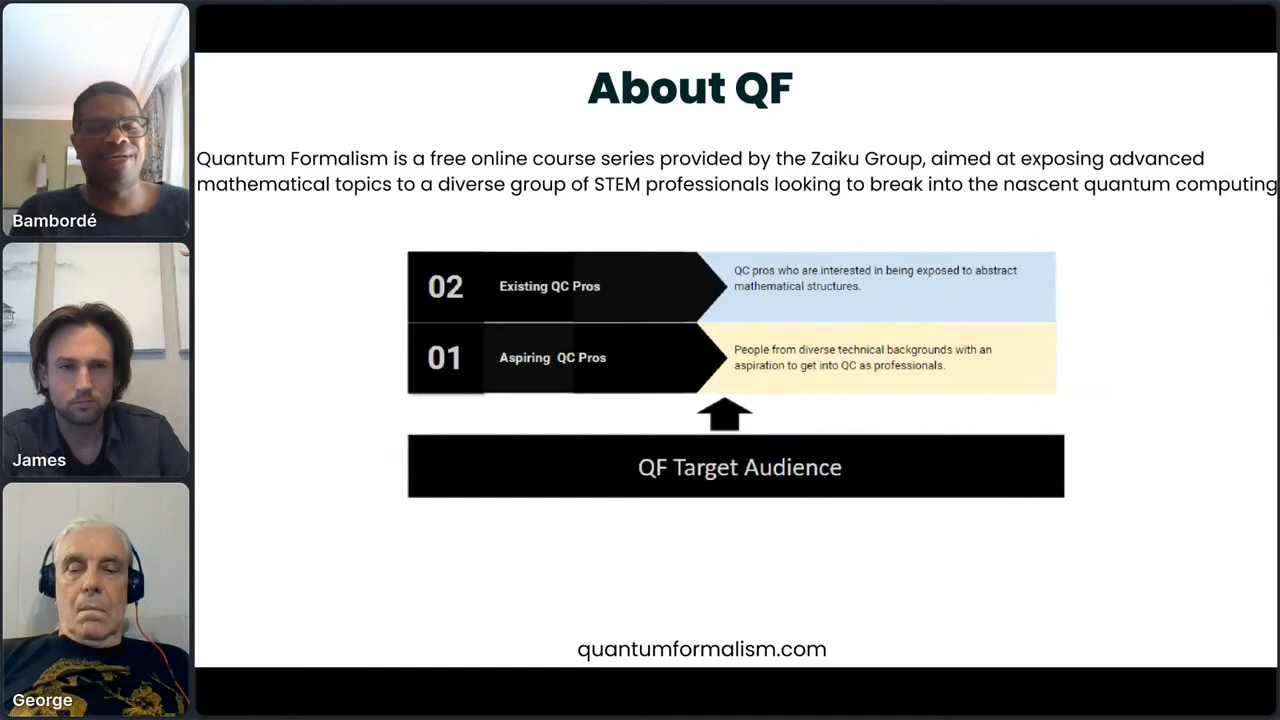 About QF
Quantum Formalism is a free online course series provided by the Zaiku Group, aimed at exposing advanced
mathematical topics to a diverse group of STEM professionals looking to break into the nascent quantum computing
02 Existing QC Pros
QC pros who are interested in being exposed to abstract
mathematical structures.
01 Aspiring QC Pros
People from diverse technical backgrounds with an
aspiration to get into QC as professionals.
QF Target Audience
quantumformalism.com
Bambordé
James
George